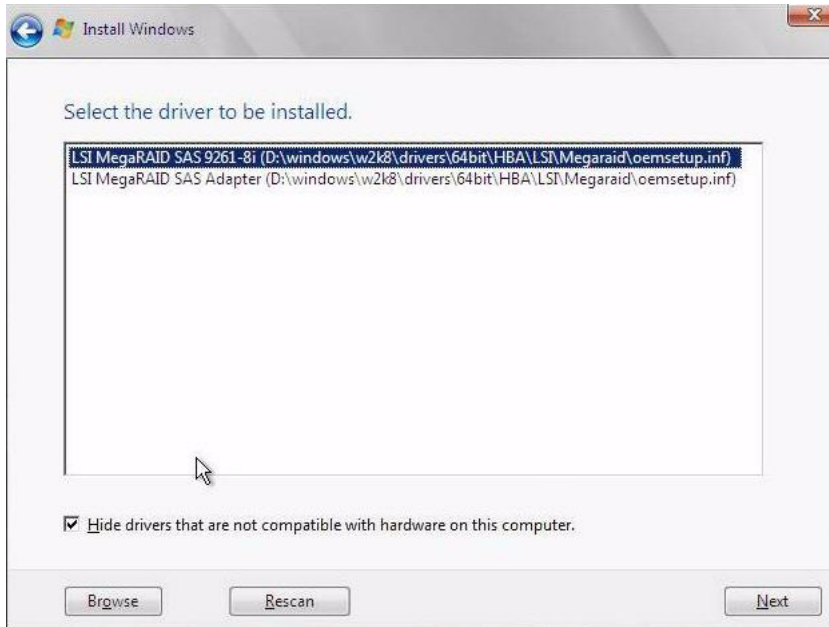 Install Windows
Select the driver to be installed.
LSI MegaRAID SAS 9261-8i (D:\windows\w2k8\drivers\64bit\HBA\LSI\Megaraid\oemsetup.inf)
LSI MegaRAID SAS Adapter (D:\windows\w2k8\drivers\64bit\HBA\LSI\Megaraid\oemsetup.inf)
Hide drivers that are not compatible with hardware on this computer.
Browse Rescan Next